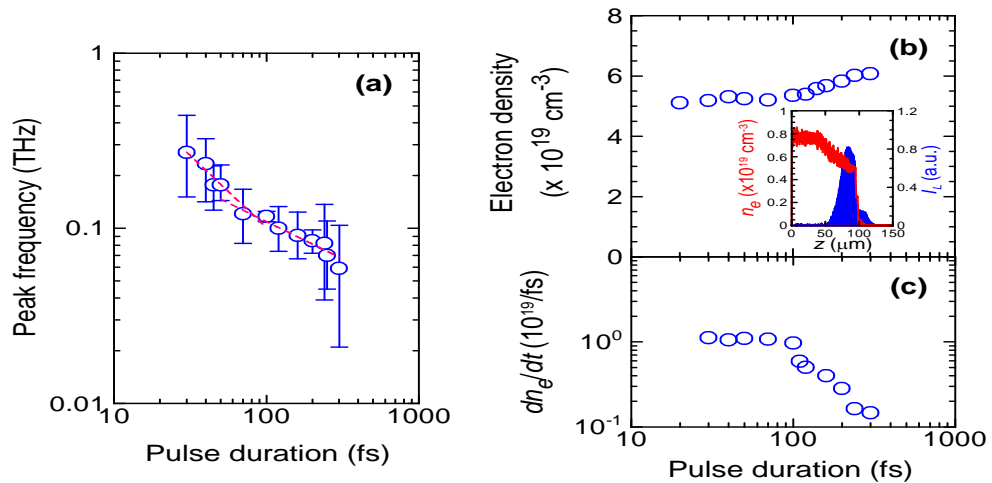 1
(a)
Peak frequency (THz)
0.1
0.01
10
100
1000
Pulse duration (fs)
8
(b)
6
Electron density
(x 10¹⁹ cm⁻³)
4
2
0
1
0.8
0.6
0.4
0.2
0
nₑ (x10¹⁹ cm⁻³)
1.2
0.8
0.4
0
I_L (a.u.)
0
50
100
150
z (μm)
(c)
10⁰
10⁻¹
dnₑ/dt (10¹⁹/fs)
10
100
1000
Pulse duration (fs)